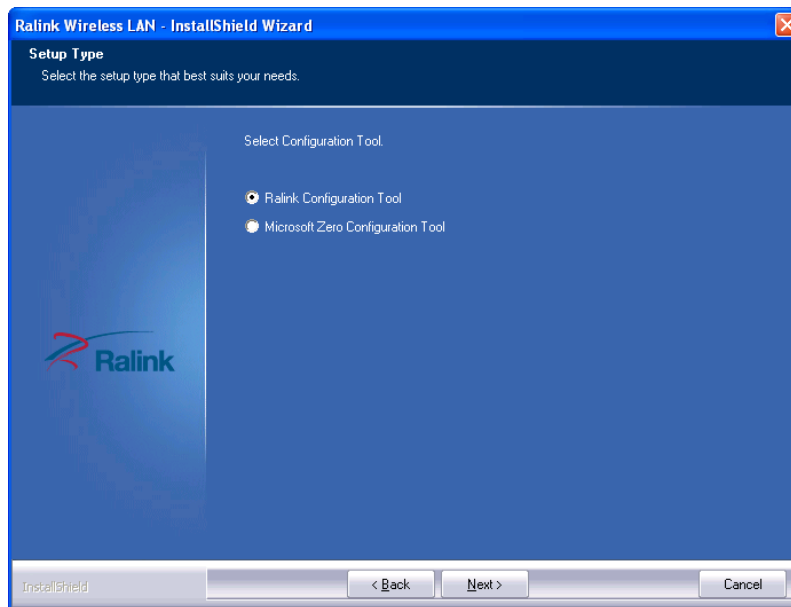 Ralink Wireless LAN - InstallShield Wizard
Setup Type
Select the setup type that best suits your needs.
Select Configuration Tool.
Ralink Configuration Tool
Microsoft Zero Configuration Tool
Ralink
InstallShield
< Back
Next >
Cancel